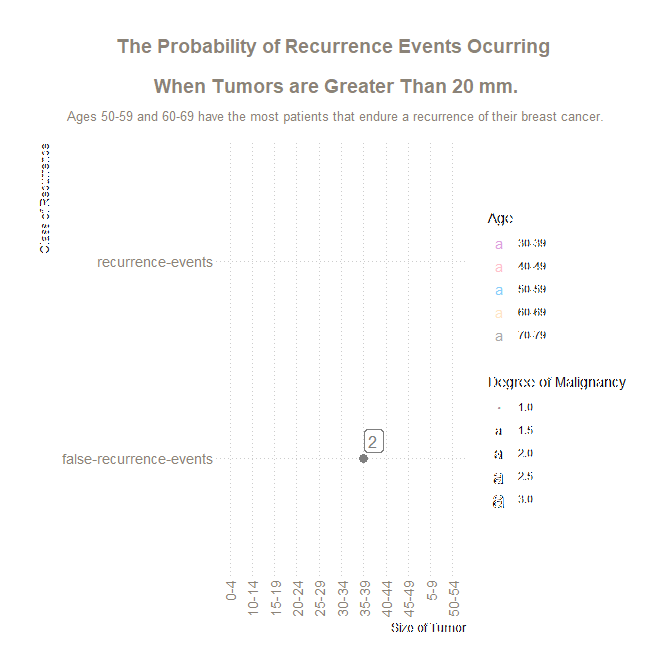 The Probability of Recurrence Events Ocurring
When Tumors are Greater Than 20 mm.
Ages 50-59 and 60-69 have the most patients that endure a recurrence of their breast cancer.
Class of Recurrence
recurrence-events
false-recurrence-events
2
0-4
10-14
15-19
20-24
25-29
30-34
35-39
40-44
45-49
5-9
50-54
Size of Tumor
Age
a 30-39
a 40-49
a 50-59
a 60-69
a 70-79
Degree of Malignancy
1.0
a 1.5
a 2.0
a 2.5
a 3.0